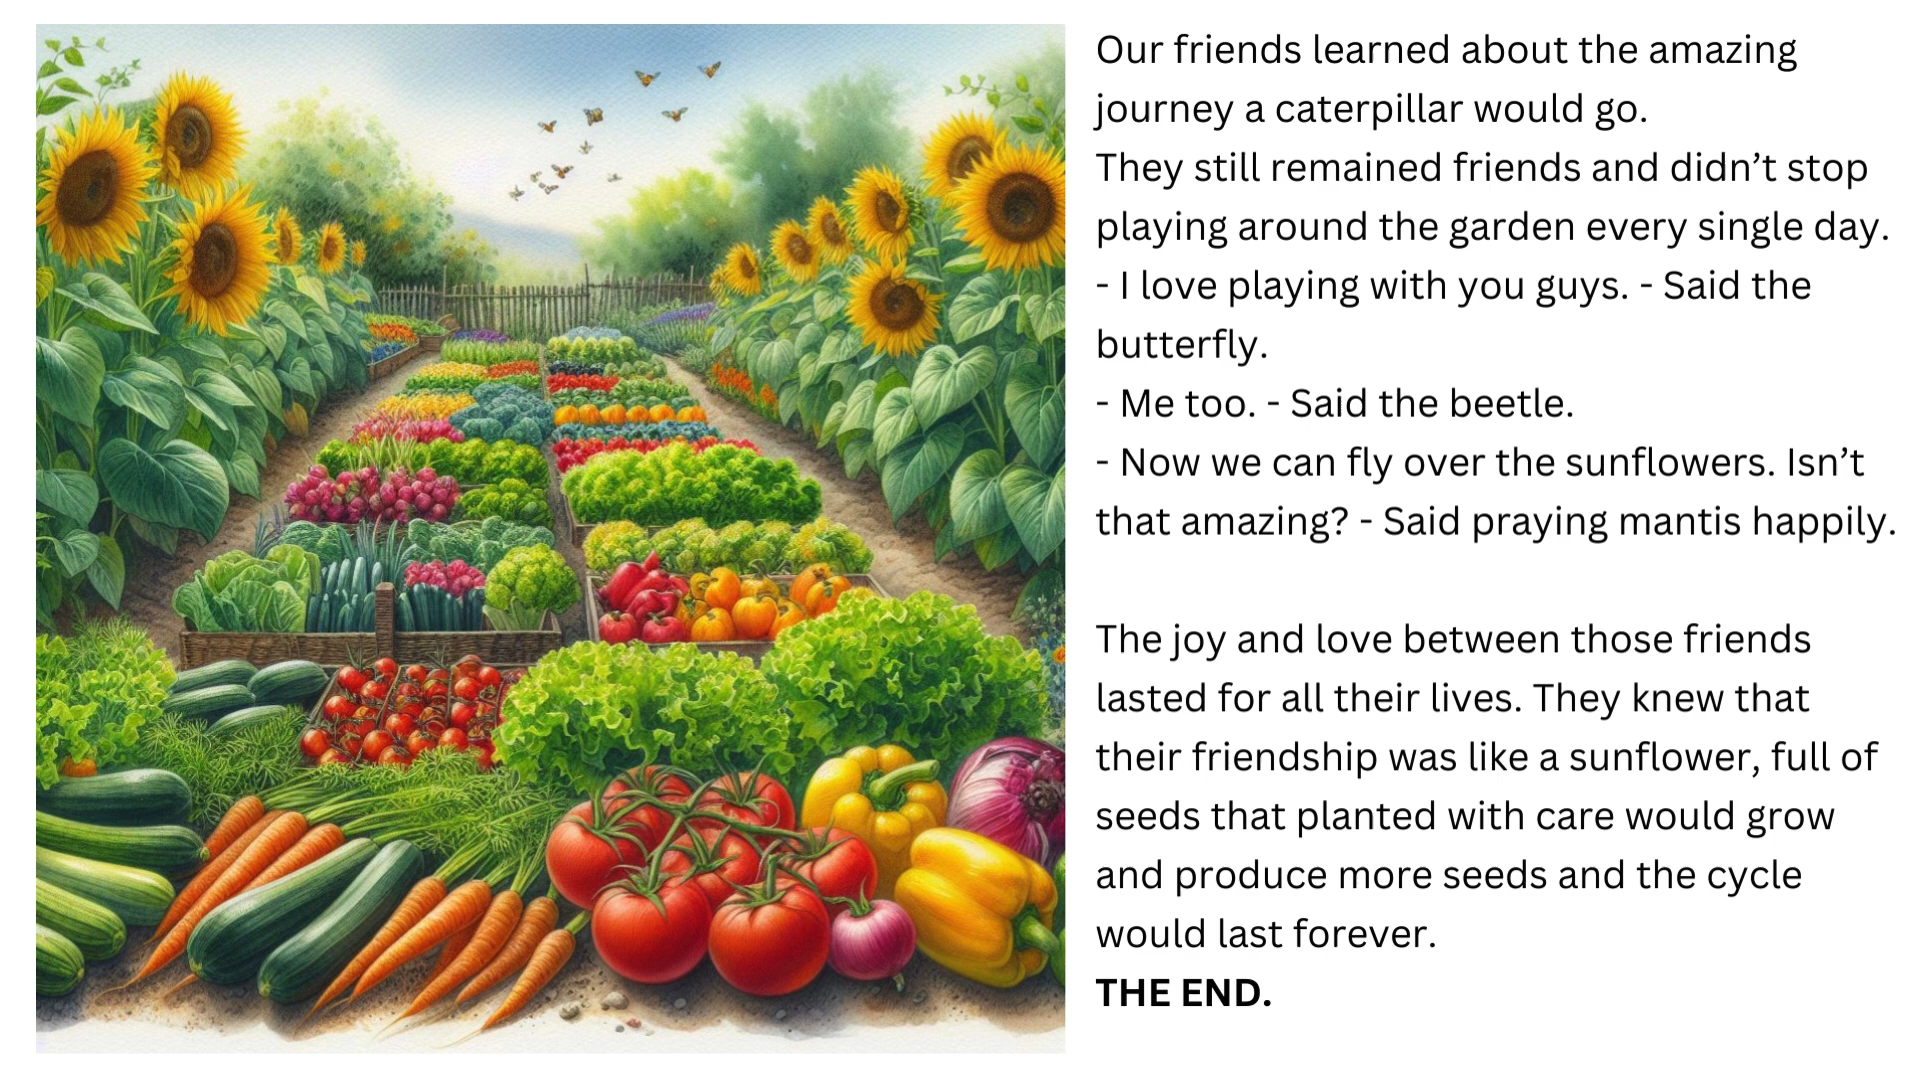 Our friends learned about the amazing
journey a caterpillar would go.
They still remained friends and didn’t stop
playing around the garden every single day.
- I love playing with you guys. - Said the
butterfly.
- Me too. - Said the beetle.
- Now we can fly over the sunflowers. Isn’t
that amazing? - Said praying mantis happily.
The joy and love between those friends
lasted for all their lives. They knew that
their friendship was like a sunflower, full of
seeds that planted with care would grow
and produce more seeds and the cycle
would last forever.
THE END.